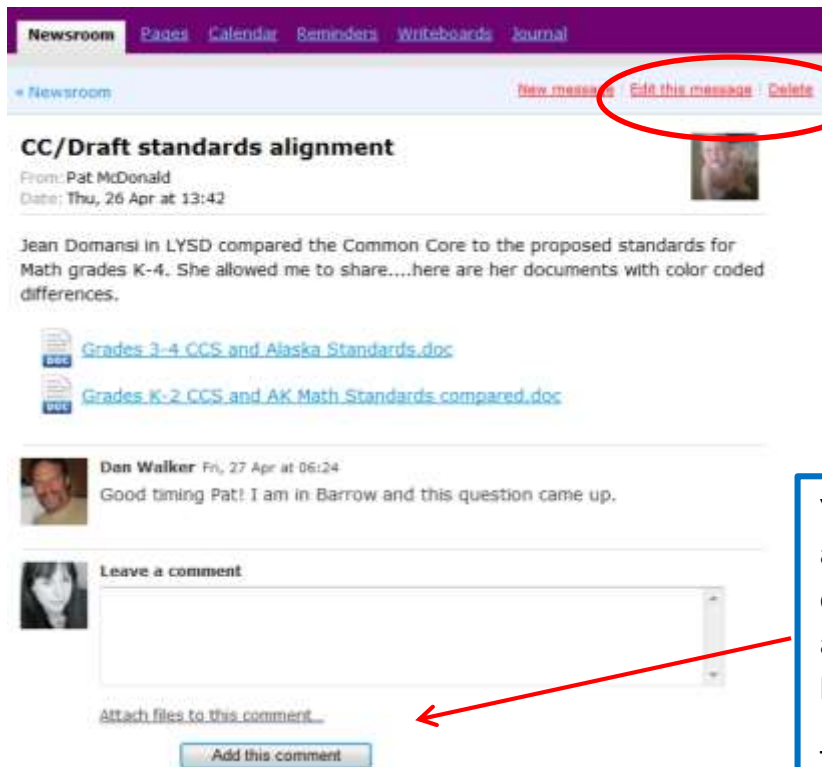 Newsroom Pages Calendar Reminders Writeboards Journal
« Newsroom New message | Edit this message | Delete
CC/Draft standards alignment
From: Pat McDonald
Date: Thu, 26 Apr at 13:42
Jean Domansi in LYSD compared the Common Core to the proposed standards for
Math grades K-4. She allowed me to share....here are her documents with color coded
differences.
DOC Grades 3-4 CCS and Alaska Standards.doc
DOC Grades K-2 CCS and AK Math Standards compared.doc
Dan Walker Fri, 27 Apr at 06:24
Good timing Pat! I am in Barrow and this question came up.
Leave a comment
Attach files to this comment...
Add this comment